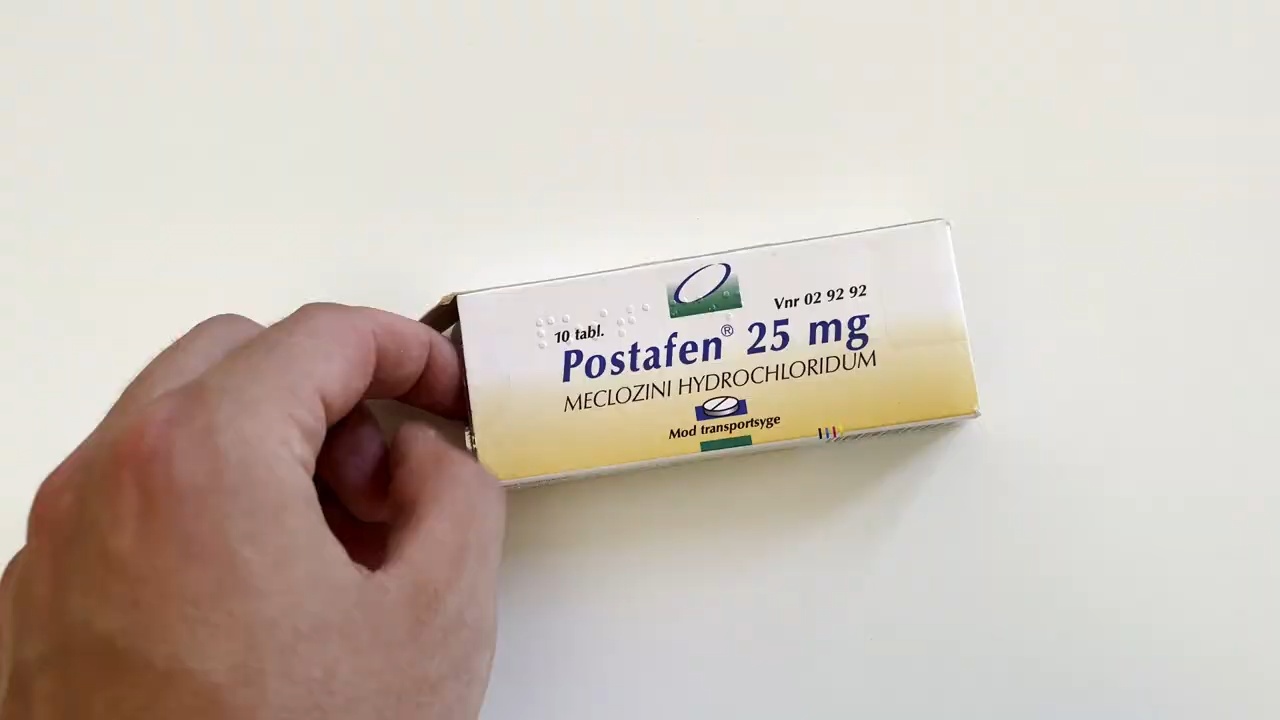 Vnr 02 92 92
10 tabl.
Postafen® 25 mg
MECLOZINI HYDROCHLORIDUM
Mod transportsyge